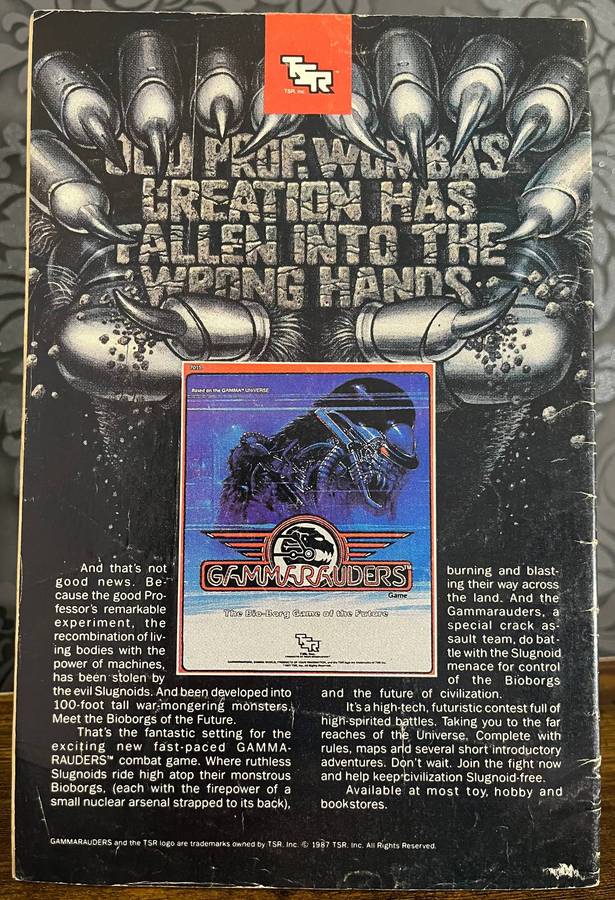 TSR™
TSR, Inc.
OLD PROF. WOMBA'S
CREATION HAS
FALLEN INTO THE
WRONG HANDS.
7015
Based on the GAMMA™ UNIVERSE
GAMMARAUDERS™
Game
The Bio-Borg Game of the Future
TSR
TSR, Inc.
PRODUCTS OF YOUR IMAGINATION™
And that's not
good news. Be-
cause the good Pro-
fessor's remarkable
experiment, the
recombination of liv-
ing bodies with the
power of machines,
has been stolen by
the evil Slugnoids. And been developed into
100-foot tall war-mongering monsters.
Meet the Bioborgs of the Future.
That's the fantastic setting for the
exciting new fast-paced GAMMA-
RAUDERS™ combat game. Where ruthless
Slugnoids ride high atop their monstrous
Bioborgs, (each with the firepower of a
small nuclear arsenal strapped to its back),
burning and blast-
ing their way across
the land. And the
Gammarauders, a
special crack as-
sault team, do bat-
tle with the Slugnoid
menace for control
of the Bioborgs
and the future of civilization.
It's a high-tech, futuristic contest full of
high-spirited battles. Taking you to the far
reaches of the Universe. Complete with
rules, maps and several short introductory
adventures. Don't wait. Join the fight now
and help keep civilization Slugnoid-free.
Available at most toy, hobby and
bookstores.
GAMMARAUDERS and the TSR logo are trademarks owned by TSR. Inc. © 1987 TSR. Inc. All Rights Reserved.